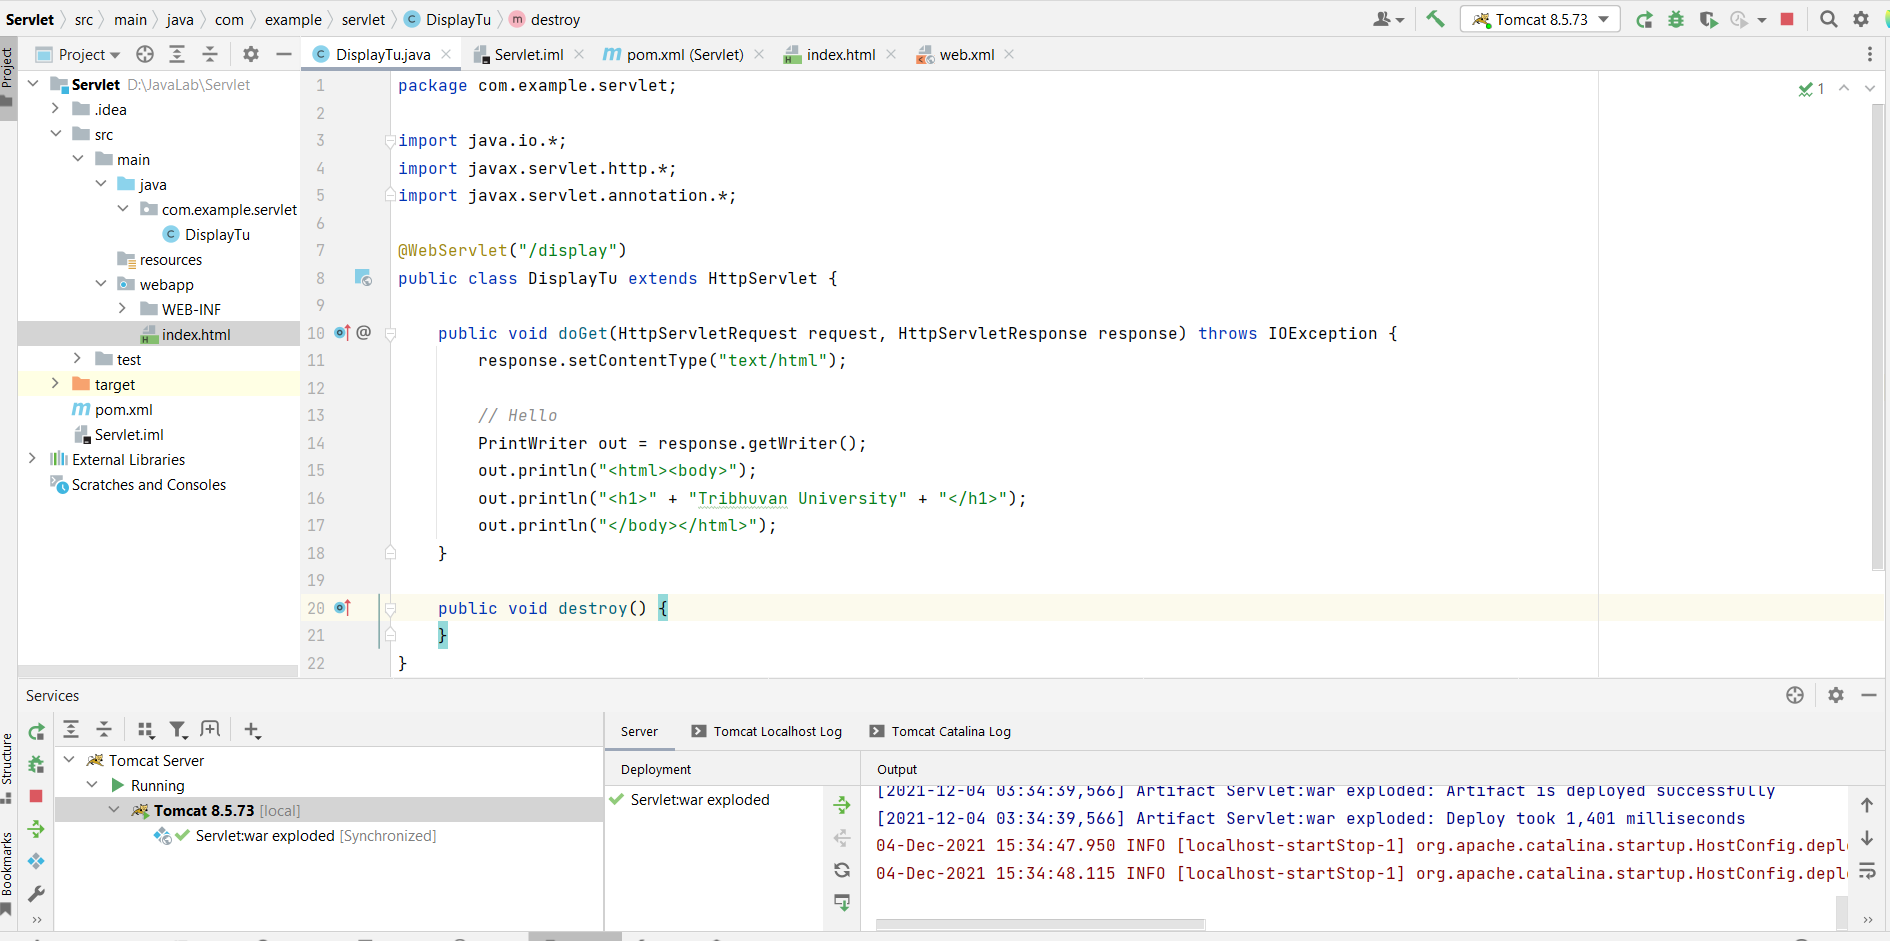 Servlet src main java com example servlet DisplayTu destroy
Tomcat 8.5.73
Project
Project
DisplayTu.java
Servlet.iml
pom.xml (Servlet)
index.html
web.xml
Servlet D:\JavaLab\Servlet
.idea
src
main
java
com.example.servlet
DisplayTu
resources
webapp
WEB-INF
index.html
test
target
pom.xml
Servlet.iml
External Libraries
Scratches and Consoles
1 package com.example.servlet;
2
3 import java.io.*;
4 import javax.servlet.http.*;
5 import javax.servlet.annotation.*;
6
7 @WebServlet("/display")
8 public class DisplayTu extends HttpServlet {
9
10 @ public void doGet(HttpServletRequest request, HttpServletResponse response) throws IOException {
11 response.setContentType("text/html");
12
13 // Hello
14 PrintWriter out = response.getWriter();
15 out.println("<html><body>");
16 out.println("<h1>" + "Tribhuvan University" + "</h1>");
17 out.println("</body></html>");
18 }
19
20 public void destroy() {
21 }
22 }
1
Services
Structure
Bookmarks
Tomcat Server
Running
Tomcat 8.5.73 [local]
Servlet:war exploded [Synchronized]
Server
Tomcat Localhost Log
Tomcat Catalina Log
Deployment
Output
Servlet:war exploded
[2021-12-04 03:34:39,566] Artifact Servlet:war exploded: Artifact is deployed successfully
[2021-12-04 03:34:39,566] Artifact Servlet:war exploded: Deploy took 1,401 milliseconds
04-Dec-2021 15:34:47.950 INFO [localhost-startStop-1] org.apache.catalina.startup.HostConfig.depl
04-Dec-2021 15:34:48.115 INFO [localhost-startStop-1] org.apache.catalina.startup.HostConfig.depl